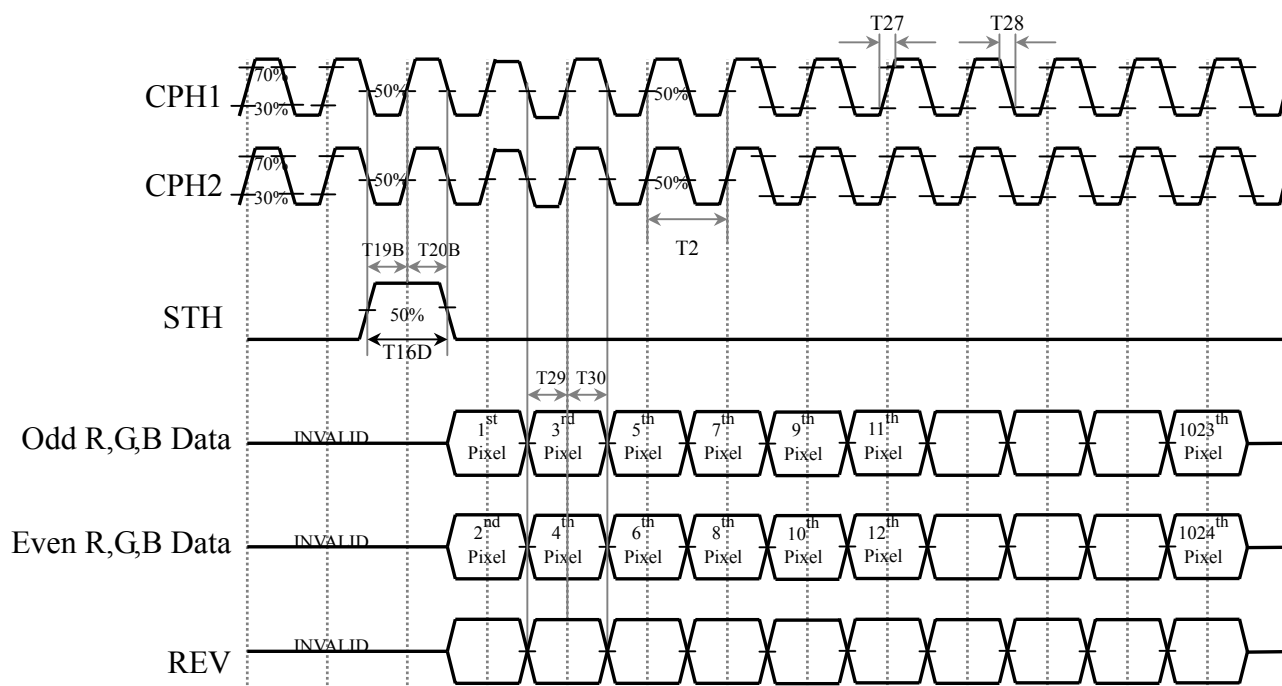 T27 T28
70%
CPH1 50% 50%
30%
70%
CPH2 50% 50%
30%
T19B T20B T2
STH 50%
T16D
T29 T30
Odd R,G,B Data INVALID 1st Pixel 3rd Pixel 5th Pixel 7th Pixel 9th Pixel 11th Pixel 1023th Pixel
Even R,G,B Data INVALID 2nd Pixel 4th Pixel 6th Pixel 8th Pixel 10th Pixel 12th Pixel 1024th Pixel
REV INVALID